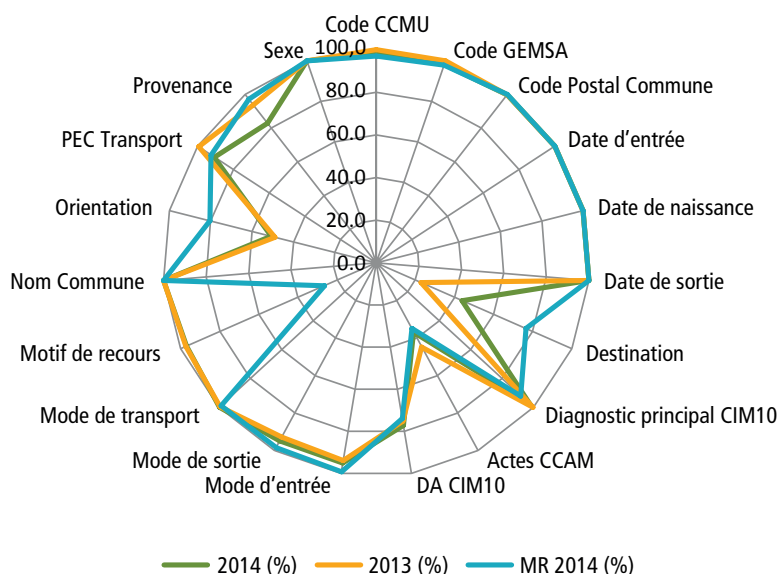 Code CCMU
100,0
Sexe
Code GEMSA
Provenance
80.0
Code Postal Commune
PEC Transport
60.0
Date d'entrée
40.0
Orientation
20.0
Date de naissance
0.0
Nom Commune
Date de sortie
Motif de recours
Destination
Mode de transport
Diagnostic principal CIM10
Mode de sortie
Actes CCAM
Mode d'entrée
DA CIM10
2014 (%) 2013 (%) MR 2014 (%)